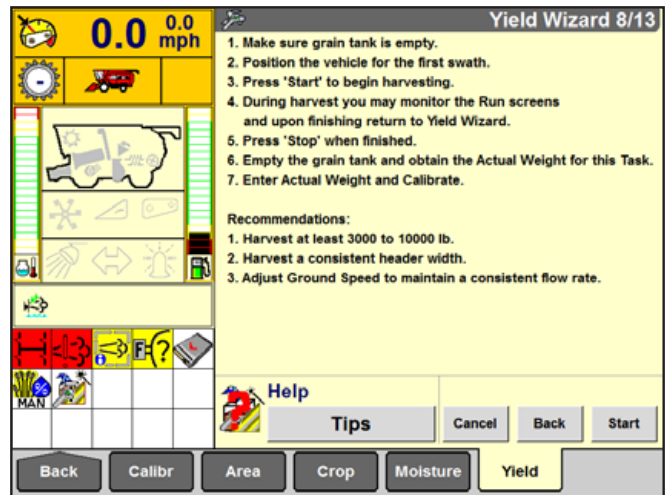 0.0
0.0
mph
Yield Wizard 8/13
1. Make sure grain tank is empty.
2. Position the vehicle for the first swath.
3. Press 'Start' to begin harvesting.
4. During harvest you may monitor the Run screens
and upon finishing return to Yield Wizard.
5. Press 'Stop' when finished.
6. Empty the grain tank and obtain the Actual Weight for this Task.
7. Enter Actual Weight and Calibrate.
Recommendations:
1. Harvest at least 3000 to 10000 lb.
2. Harvest a consistent header width.
3. Adjust Ground Speed to maintain a consistent flow rate.
F(?
MAN
Help
Tips
Cancel
Back
Start
Back
Calibr
Area
Crop
Moisture
Yield